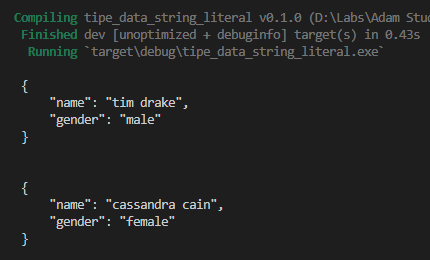 Compiling tipe_data_string_literal v0.1.0 (D:\Labs\Adam Stud
Finished dev [unoptimized + debuginfo] target(s) in 0.43s
Running `target\debug\tipe_data_string_literal.exe`
{
"name": "tim drake",
"gender": "male"
}
{
"name": "cassandra cain",
"gender": "female"
}